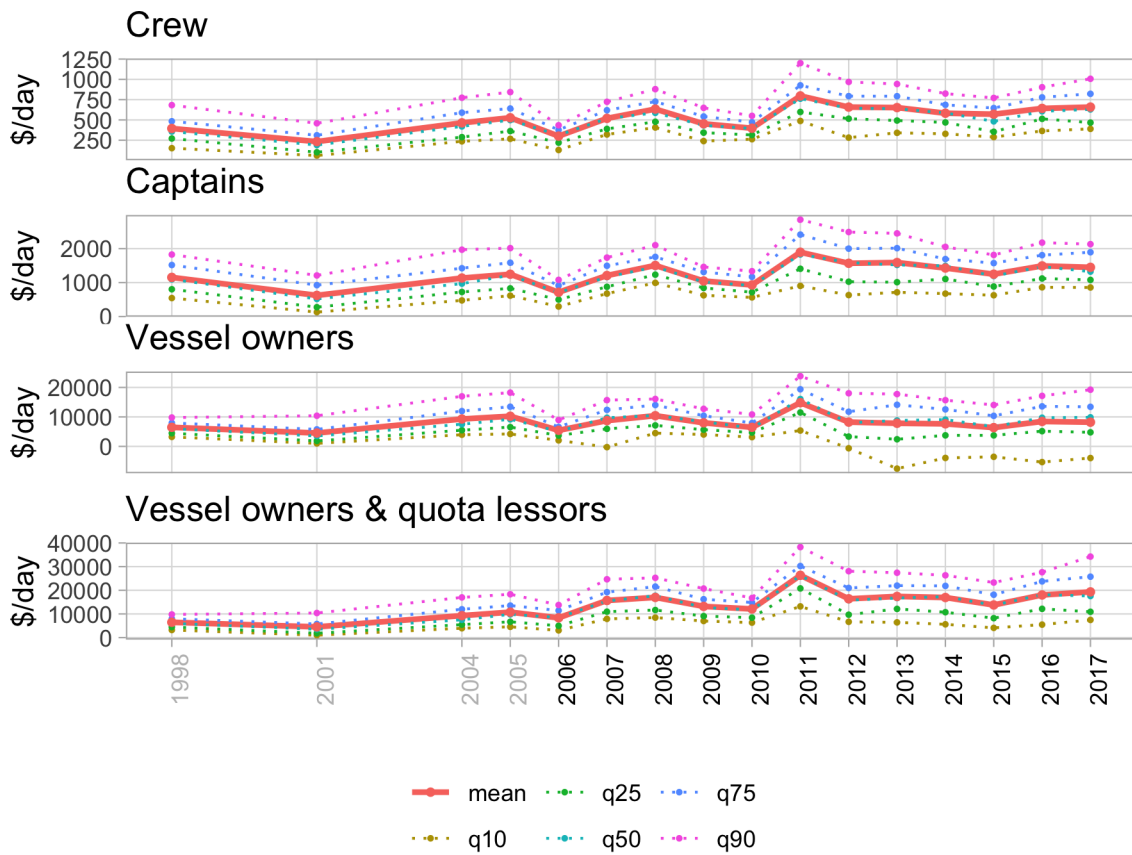 Crew
$/day
1250
1000
750
500
250
Captains
$/day
2000
1000
0
Vessel owners
$/day
20000
10000
0
Vessel owners & quota lessors
$/day
40000
30000
20000
10000
0
1998 2001 2004 2005 2006 2007 2008 2009 2010 2011 2012 2013 2014 2015 2016 2017
mean q25 q75
q10 q50 q90